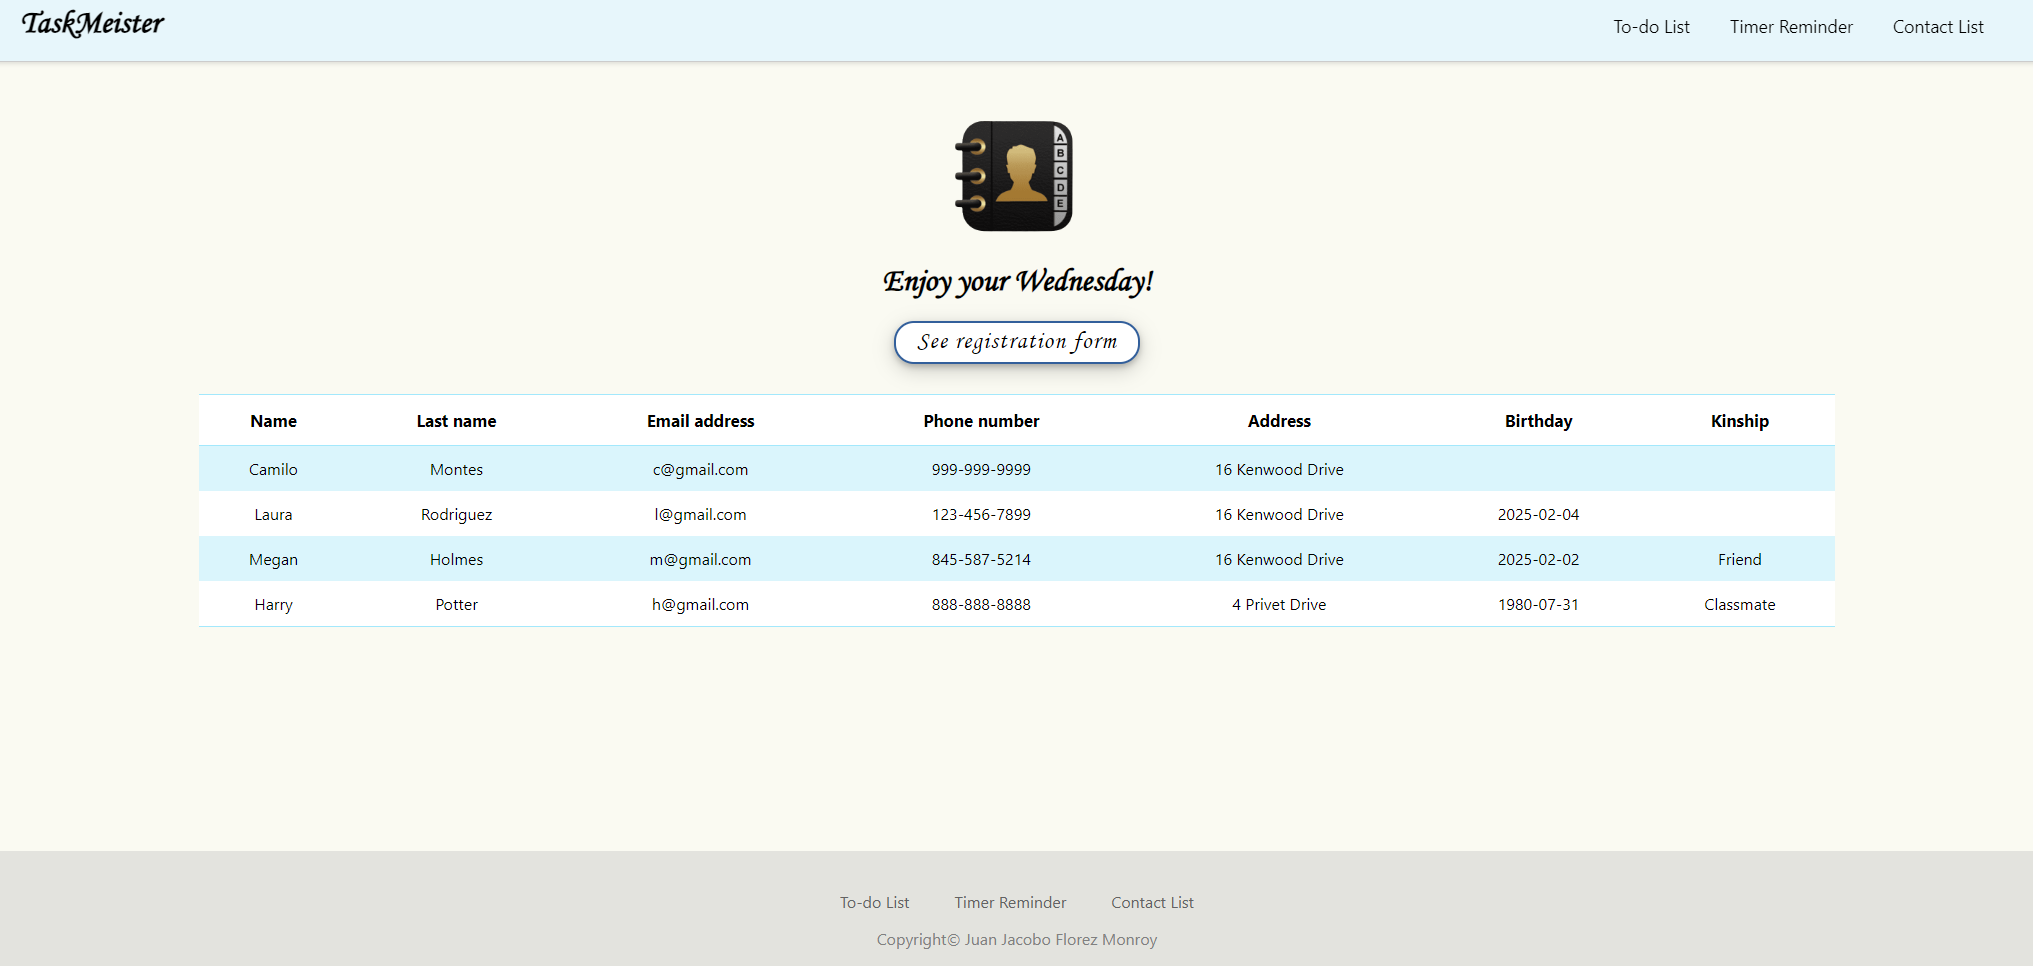 TaskMeister To-do List Timer Reminder Contact List
A
B
C
D
E
Enjoy your Wednesday!
See registration form
Name Last name Email address Phone number Address Birthday Kinship
Camilo Montes c@gmail.com 999-999-9999 16 Kenwood Drive
Laura Rodriguez l@gmail.com 123-456-7899 16 Kenwood Drive 2025-02-04
Megan Holmes m@gmail.com 845-587-5214 16 Kenwood Drive 2025-02-02 Friend
Harry Potter h@gmail.com 888-888-8888 4 Privet Drive 1980-07-31 Classmate
To-do List Timer Reminder Contact List
Copyright© Juan Jacobo Florez Monroy